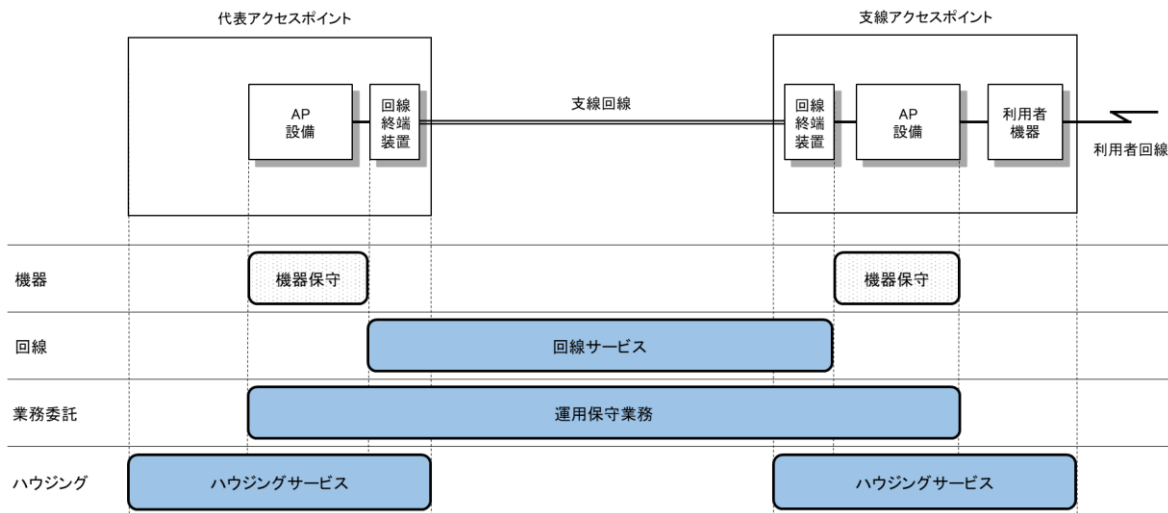 代表アクセスポイント
支線アクセスポイント
AP
設備
回線
終端
装置
支線回線
回線
終端
装置
AP
設備
利用者
機器
利用者回線
機器
機器保守
機器保守
回線
回線サービス
業務委託
運用保守業務
ハウジング
ハウジングサービス
ハウジングサービス